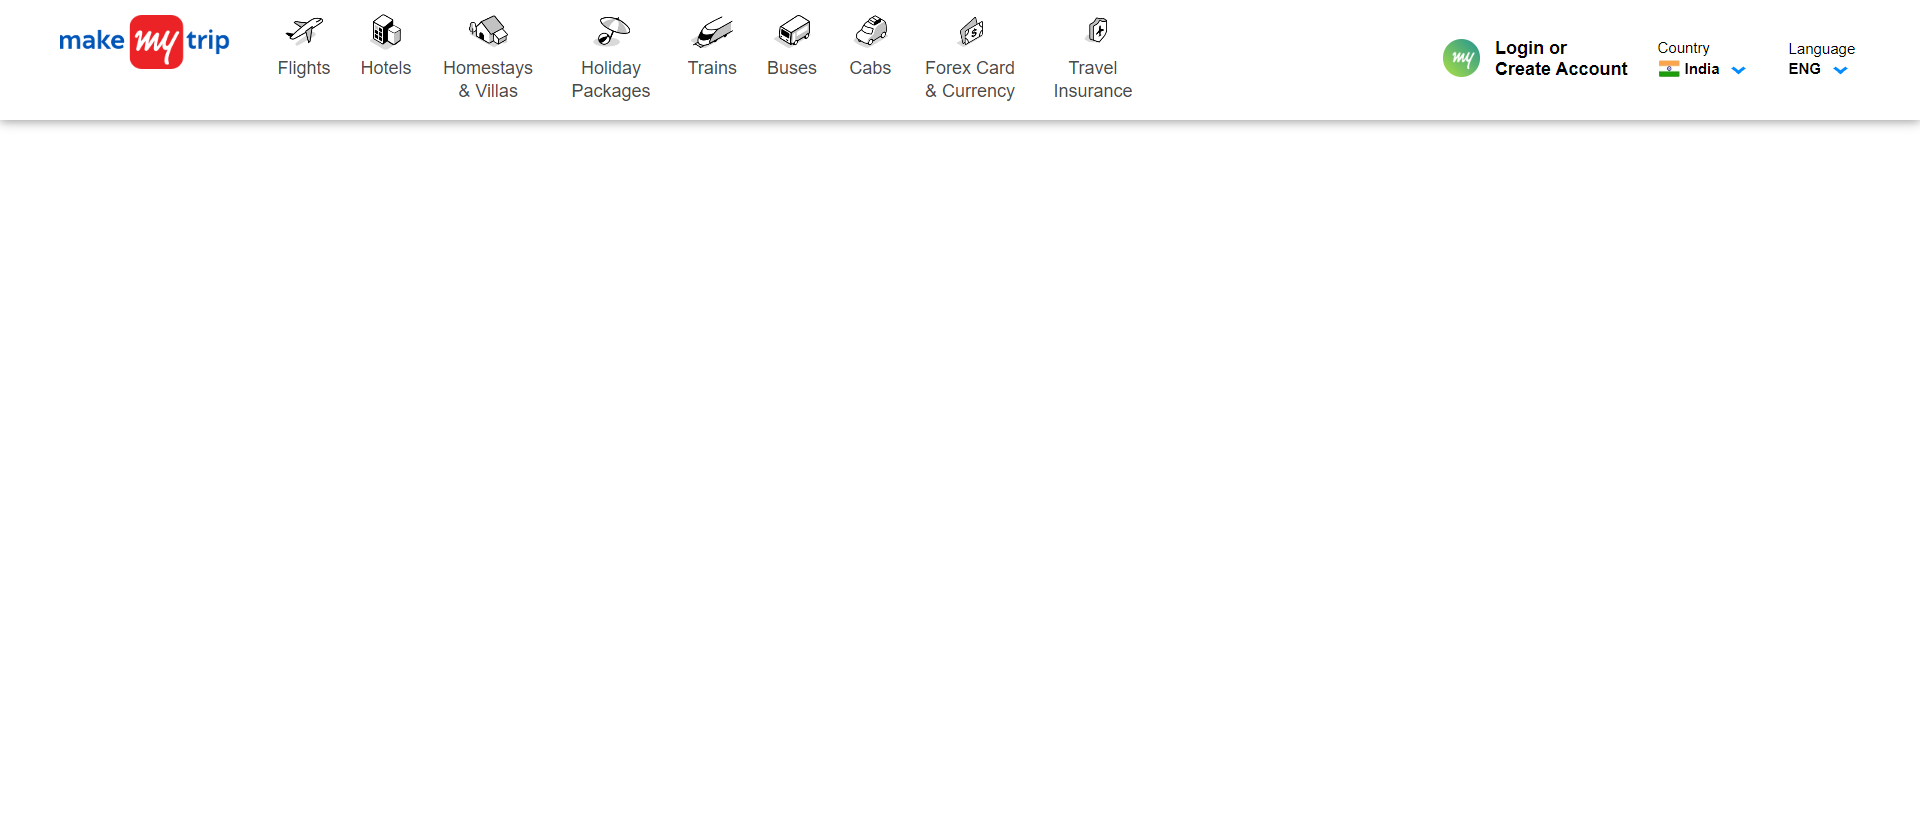 make my trip
Flights
Hotels
Homestays
& Villas
Holiday
Packages
Trains
Buses
Cabs
Forex Card
& Currency
Travel
Insurance
my
Login or
Create Account
Country
India
Language
ENG